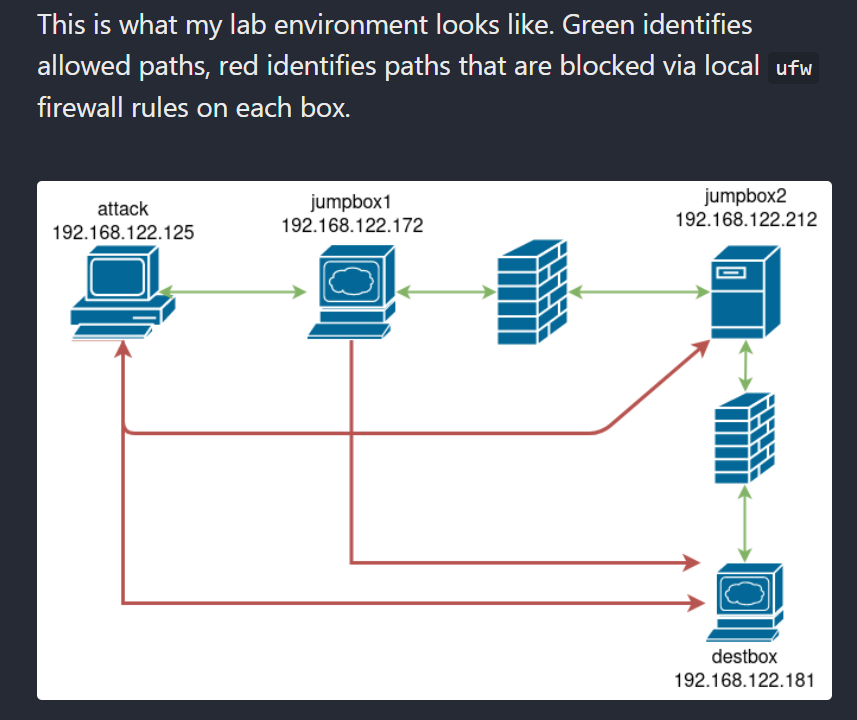 This is what my lab environment looks like. Green identifies
allowed paths, red identifies paths that are blocked via local ufw
firewall rules on each box.
attack
192.168.122.125
jumpbox1
192.168.122.172
jumpbox2
192.168.122.212
destbox
192.168.122.181